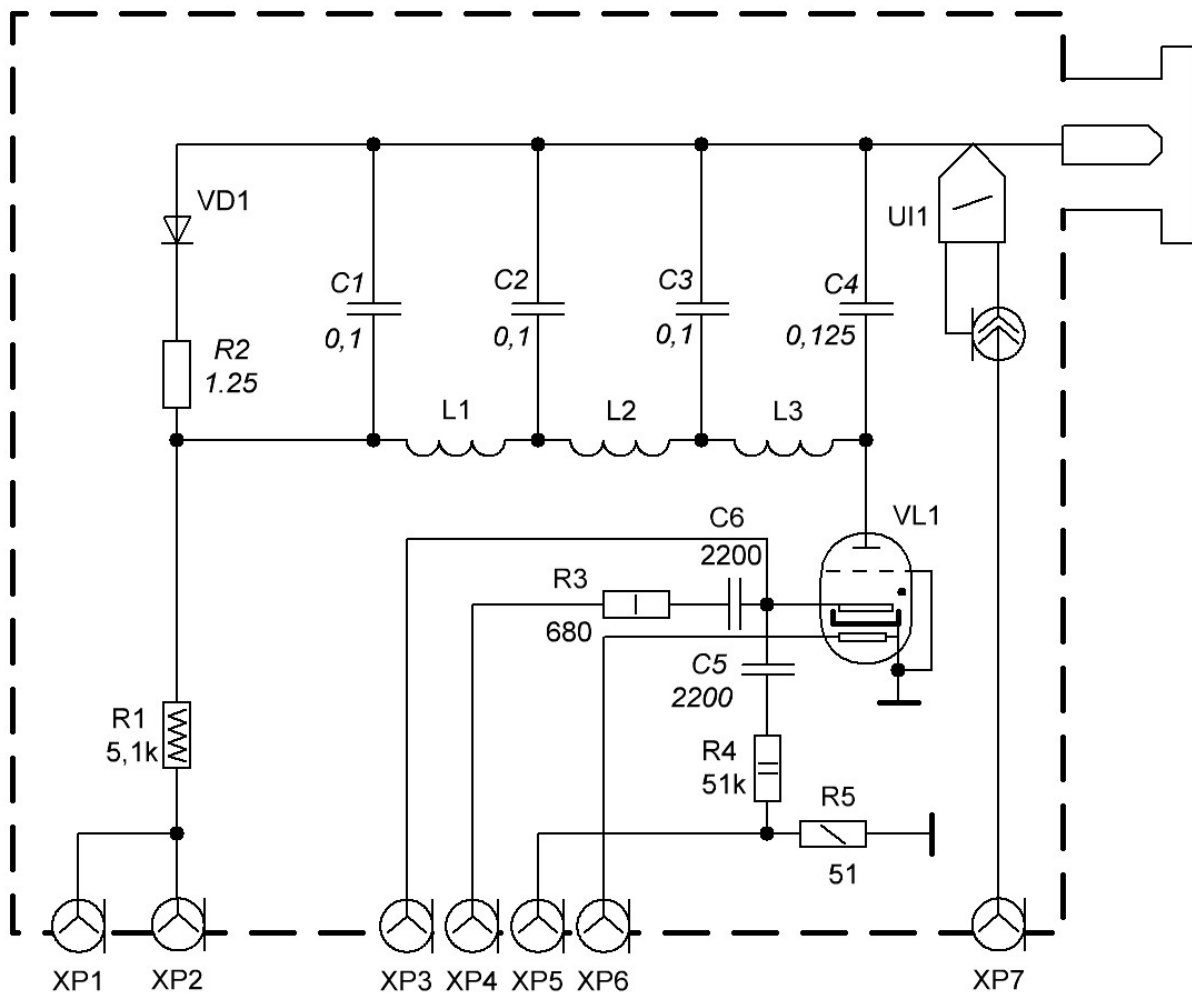 VD1
UI1
C1
0,1
C2
0,1
C3
0,1
C4
0,125
R2
1.25
L1
L2
L3
C6
2200
VL1
R3
680
C5
2200
R1
5,1k
R4
51k
R5
51
XP1
XP2
XP3
XP4
XP5
XP6
XP7